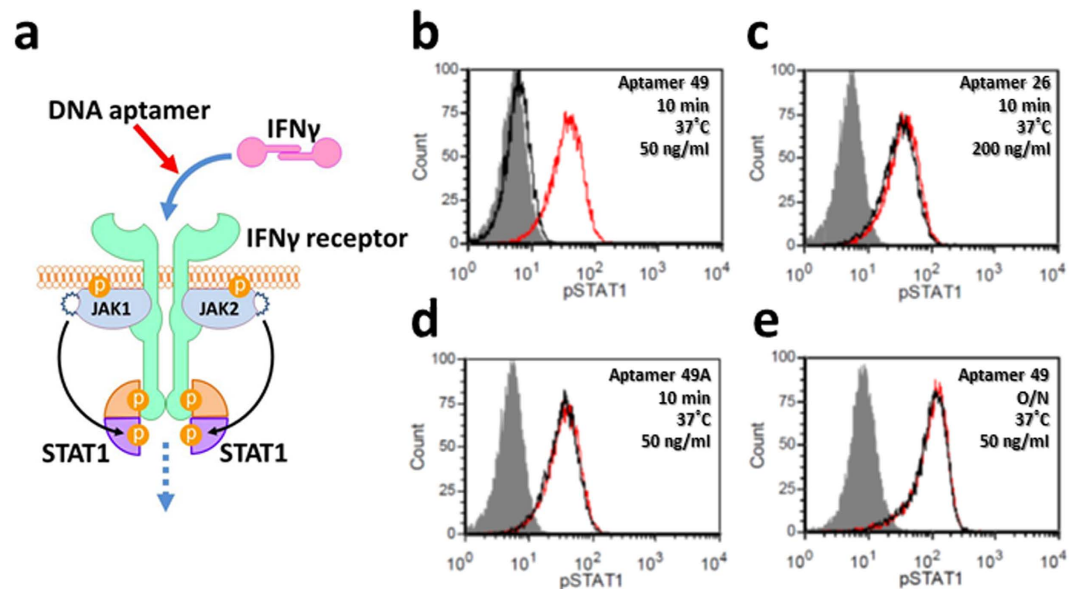 a
DNA aptamer
IFNγ
IFNγ receptor
p
p
JAK1
JAK2
p
p
p
p
STAT1
STAT1
b
100
75
50
25
0
Count
Aptamer 49
10 min
37˚C
50 ng/ml
10⁰ 10¹ 10² 10³ 10⁴
pSTAT1
c
100
75
50
25
0
Count
Aptamer 26
10 min
37˚C
200 ng/ml
10⁰ 10¹ 10² 10³ 10⁴
pSTAT1
d
100
75
50
25
0
Count
Aptamer 49A
10 min
37˚C
50 ng/ml
10⁰ 10¹ 10² 10³ 10⁴
pSTAT1
e
100
75
50
25
0
Count
Aptamer 49
O/N
37˚C
50 ng/ml
10⁰ 10¹ 10² 10³ 10⁴
pSTAT1